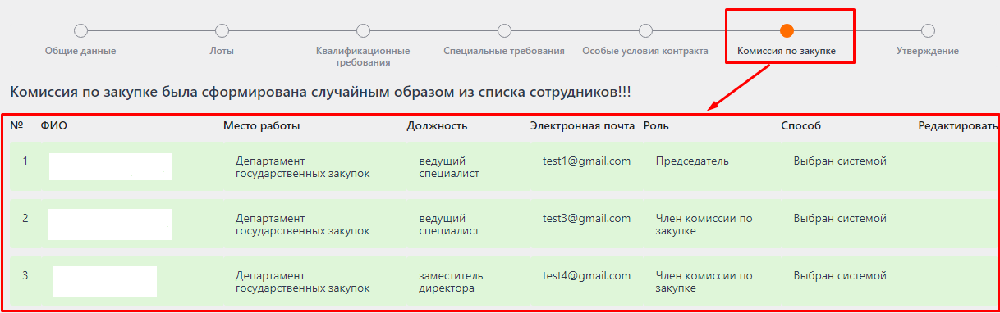 Общие данные
Лоты
Квалификационные
требования
Специальные требования
Особые условия контракта
Комиссия по закупке
Утверждение
Комиссия по закупке была сформирована случайным образом из списка сотрудников!!!
№ ФИО Место работы Должность Электронная почта Роль Способ Редактировать
1 Департамент ведущий test1@gmail.com Председатель Выбран системой
государственных закупок специалист
2 Департамент ведущий test3@gmail.com Член комиссии по Выбран системой
государственных закупок специалист закупке
3 Департамент заместитель test4@gmail.com Член комиссии по Выбран системой
государственных закупок директора закупке